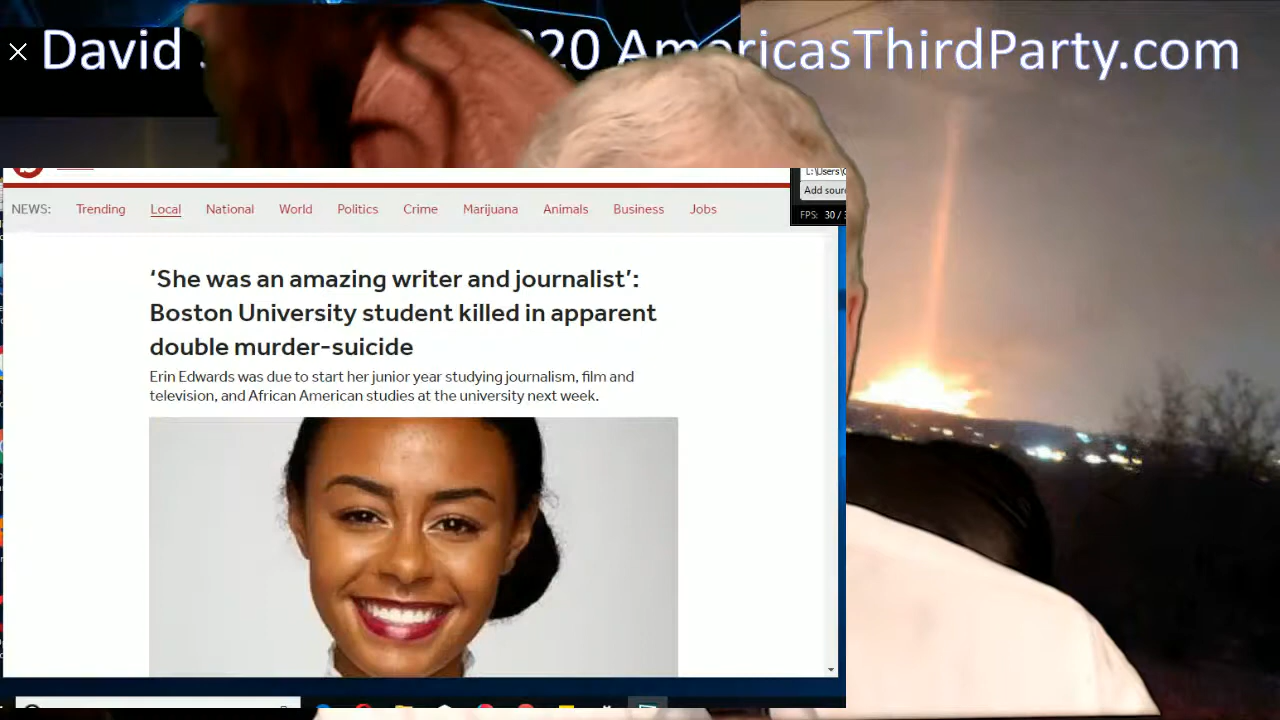 David 20 AmericasThirdParty.com
Add sour
FPS: 30 /
NEWS: Trending Local National World Politics Crime Marijuana Animals Business Jobs
‘She was an amazing writer and journalist’:
Boston University student killed in apparent
double murder-suicide
Erin Edwards was due to start her junior year studying journalism, film and
television, and African American studies at the university next week.